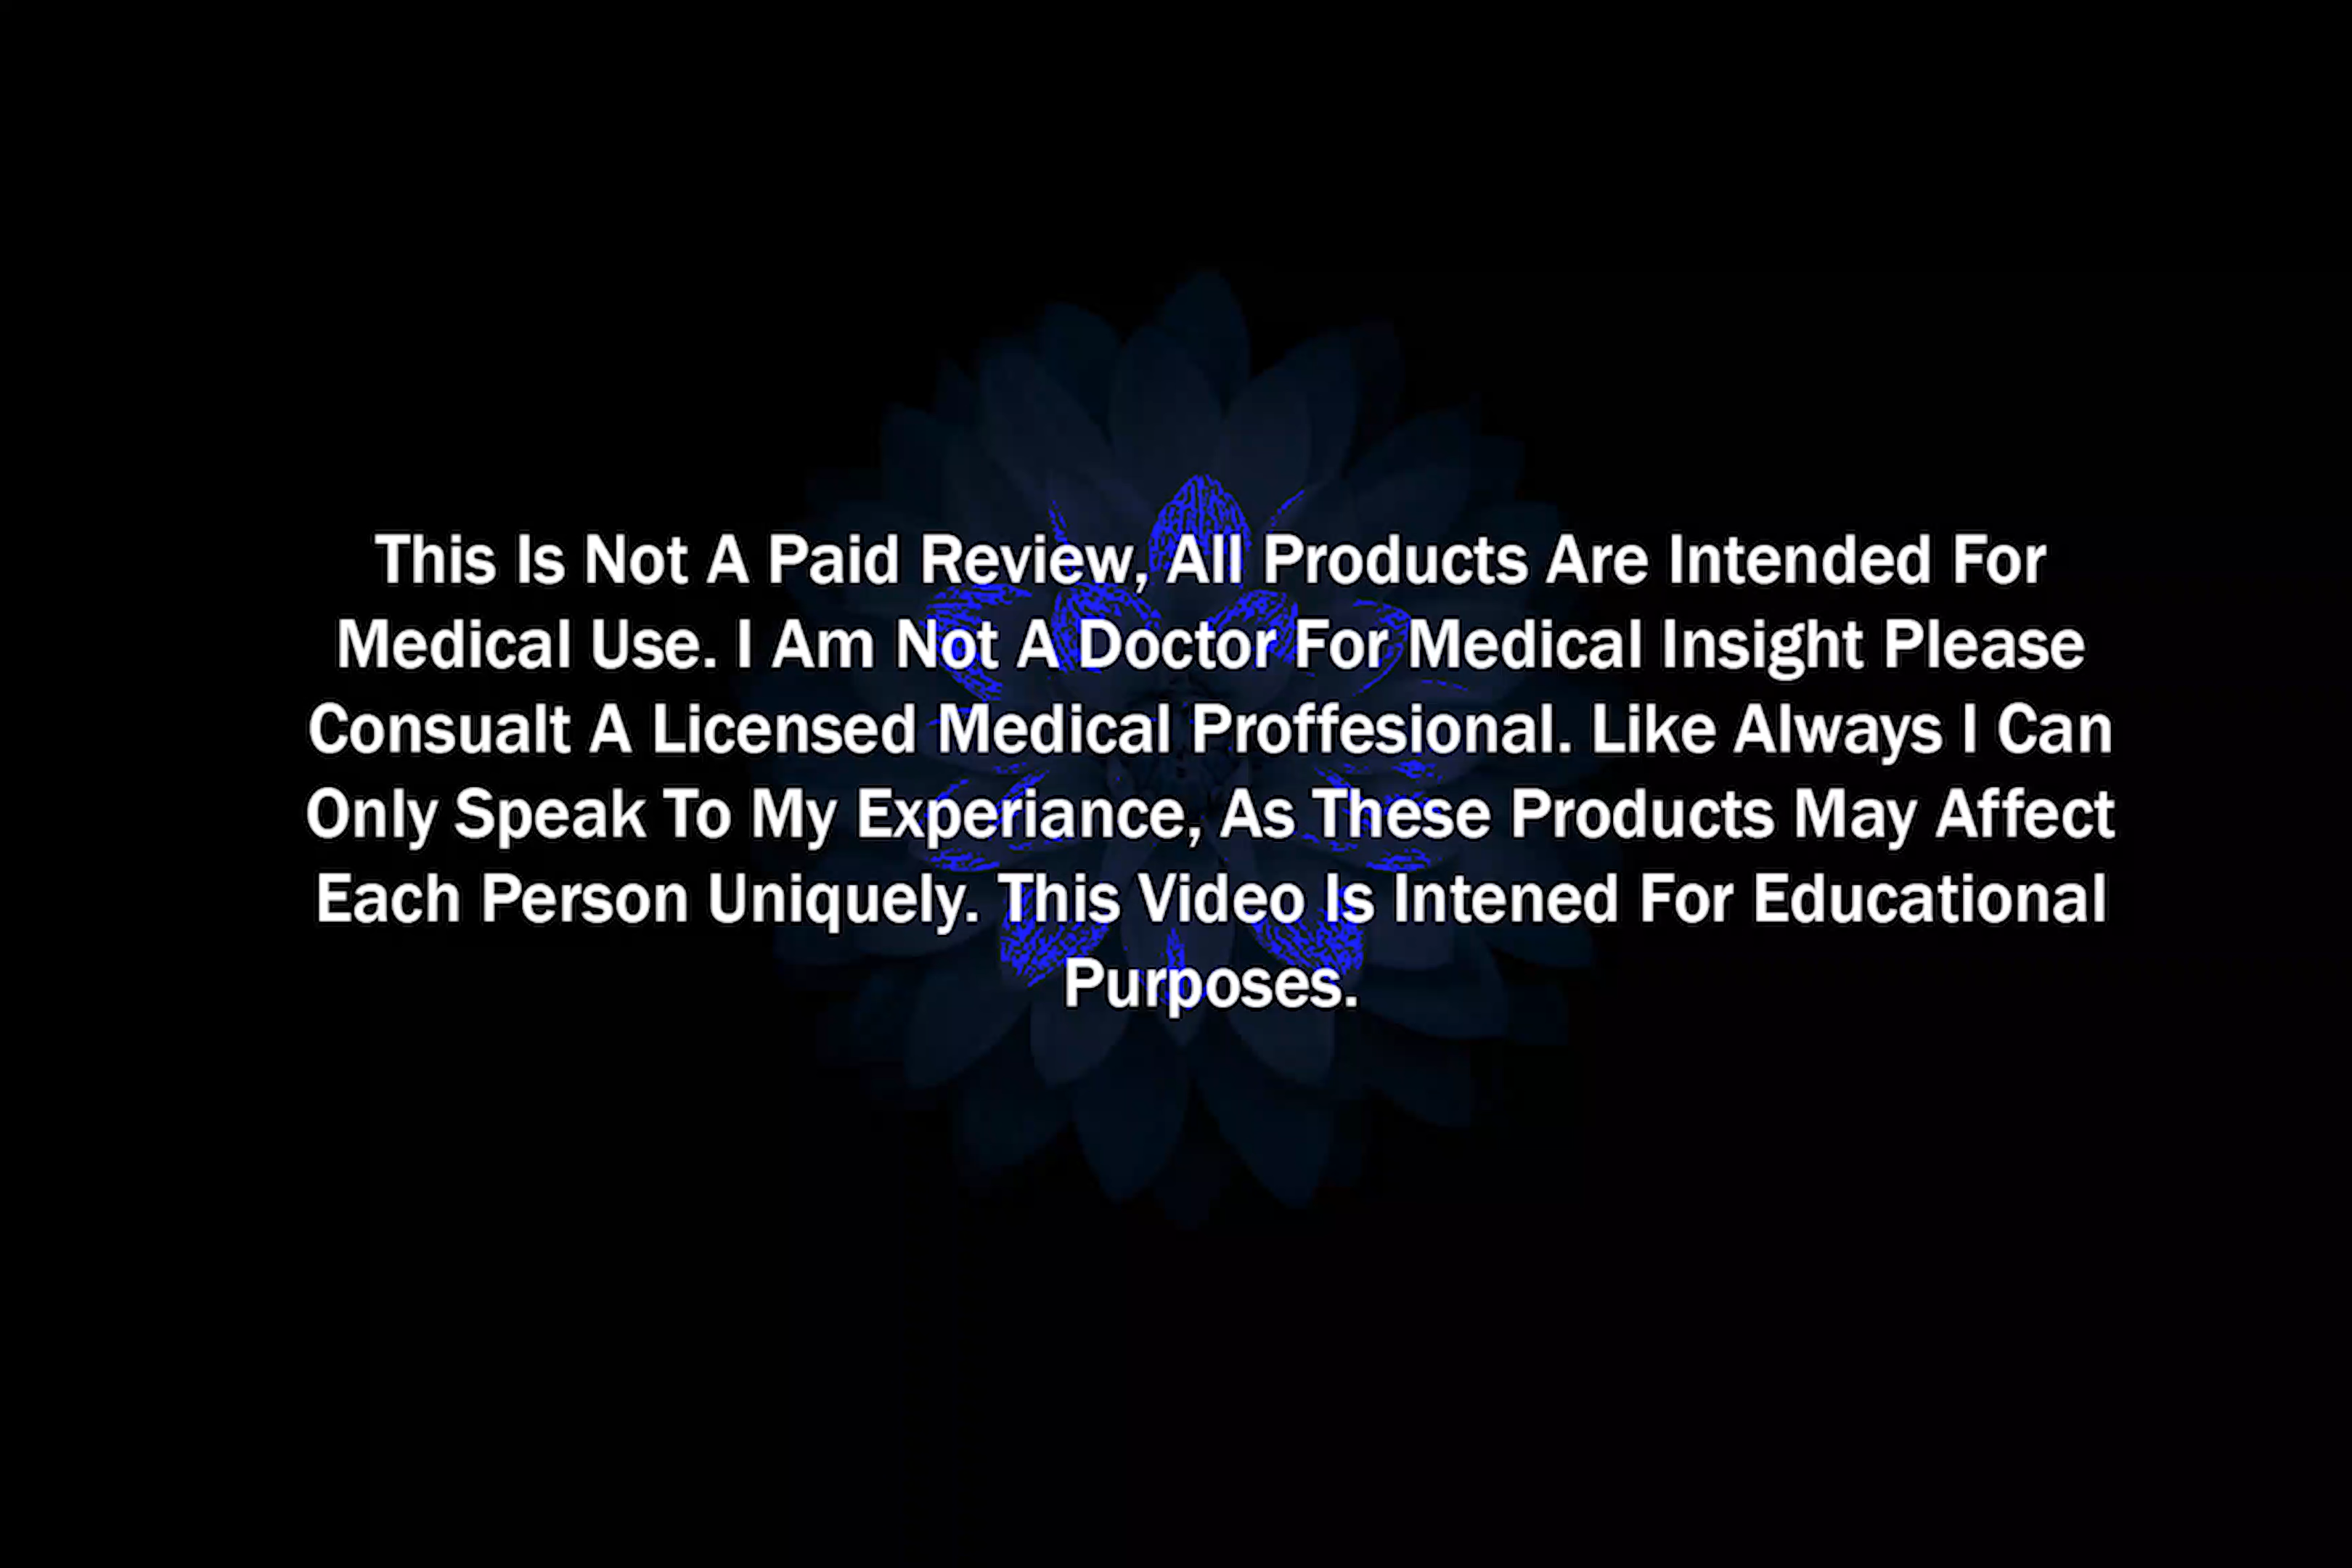 This Is Not A Paid Review, All Products Are Intended For
Medical Use. I Am Not A Doctor For Medical Insight Please
Consualt A Licensed Medical Proffesional. Like Always I Can
Only Speak To My Experiance, As These Products May Affect
Each Person Uniquely. This Video Is Intened For Educational
Purposes.